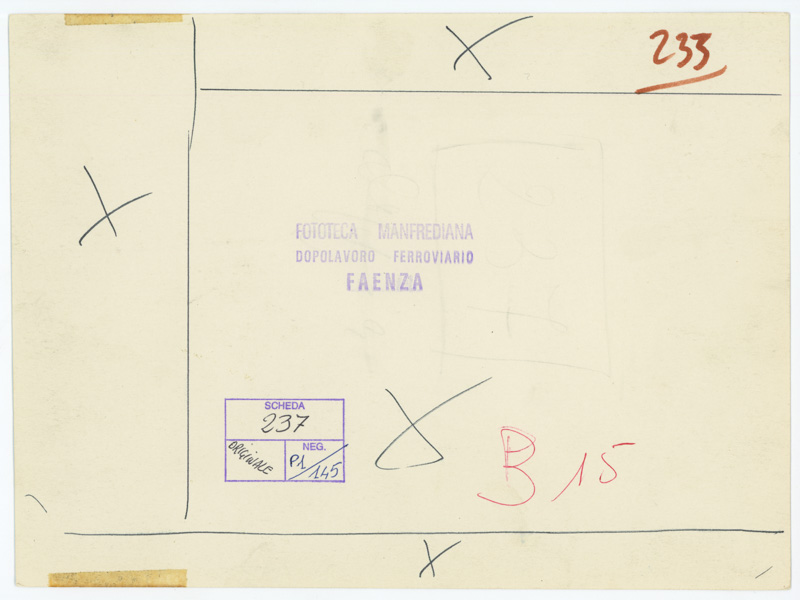 233
FOTOTECA MANFREDIANA
DOPOLAVORO FERROVIARIO
FAENZA
SCHEDA
237
ORIGINALE
NEG.
P1/145
B 15